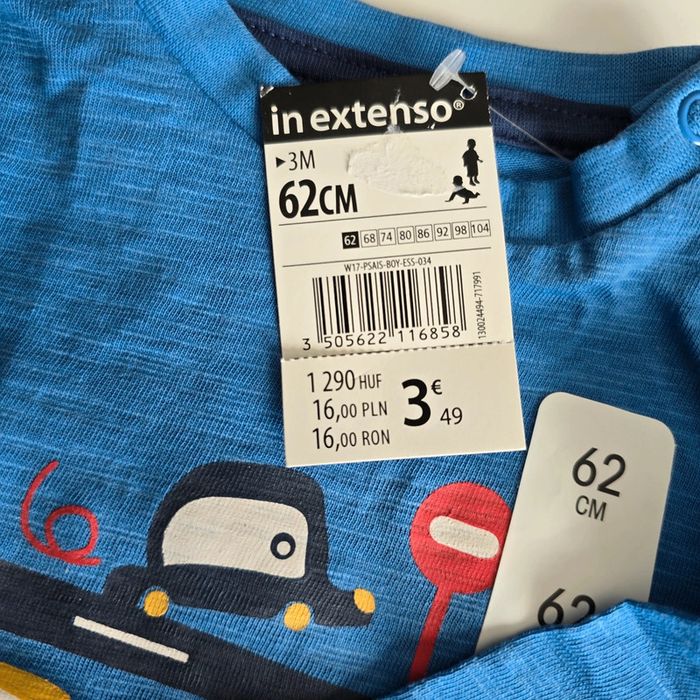 in extenso®
▸3M
62CM
62 68 74 80 86 92 98 104
W17-PSAIS-BOY-ESS-034
130024494-717991
3 505622 116858
1 290 HUF
16,00 PLN
16,00 RON
3€49
62
CM
62